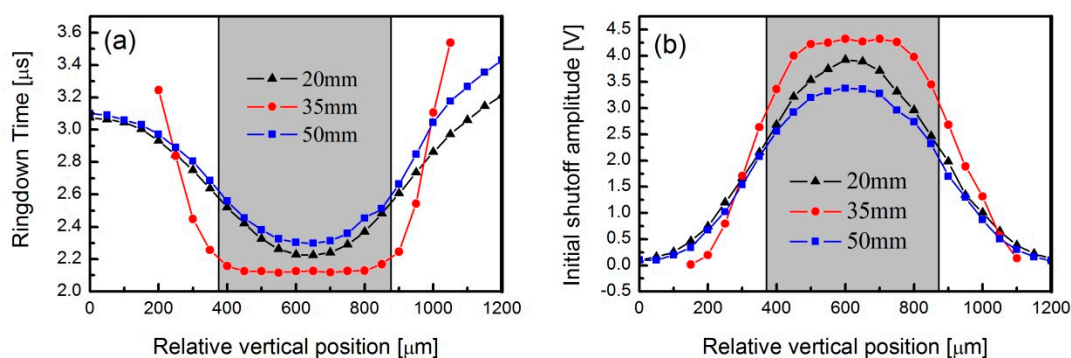 (a)
Ringdown Time [μs]
3.6
3.4
3.2
3.0
2.8
2.6
2.4
2.2
2.0
20mm
35mm
50mm
0 200 400 600 800 1000 1200
Relative vertical position [μm]
(b)
Initial shutoff amplitude [V]
4.5
4.0
3.5
3.0
2.5
2.0
1.5
1.0
0.5
0.0
-0.5
20mm
35mm
50mm
0 200 400 600 800 1000 1200
Relative vertical position [μm]